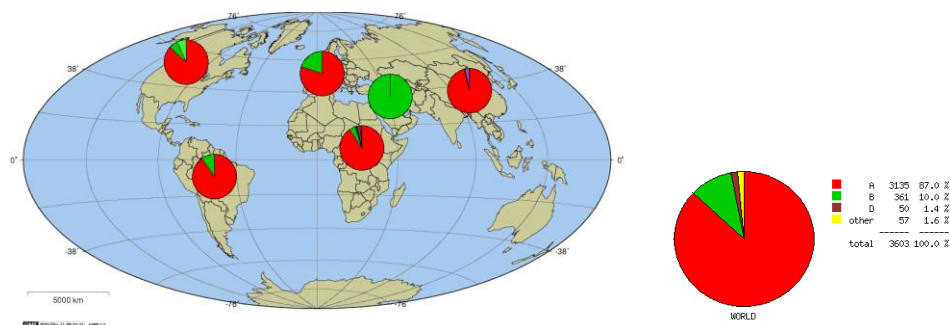 -76°
76°
38°
38°
0°
0°
-38°
-38°
-76°
-76°
5000 km
A 3135 87.0 %
B 361 10.0 %
D 50 1.4 %
other 57 1.6 %
------ ------
total 3603 100.0 %
WORLD